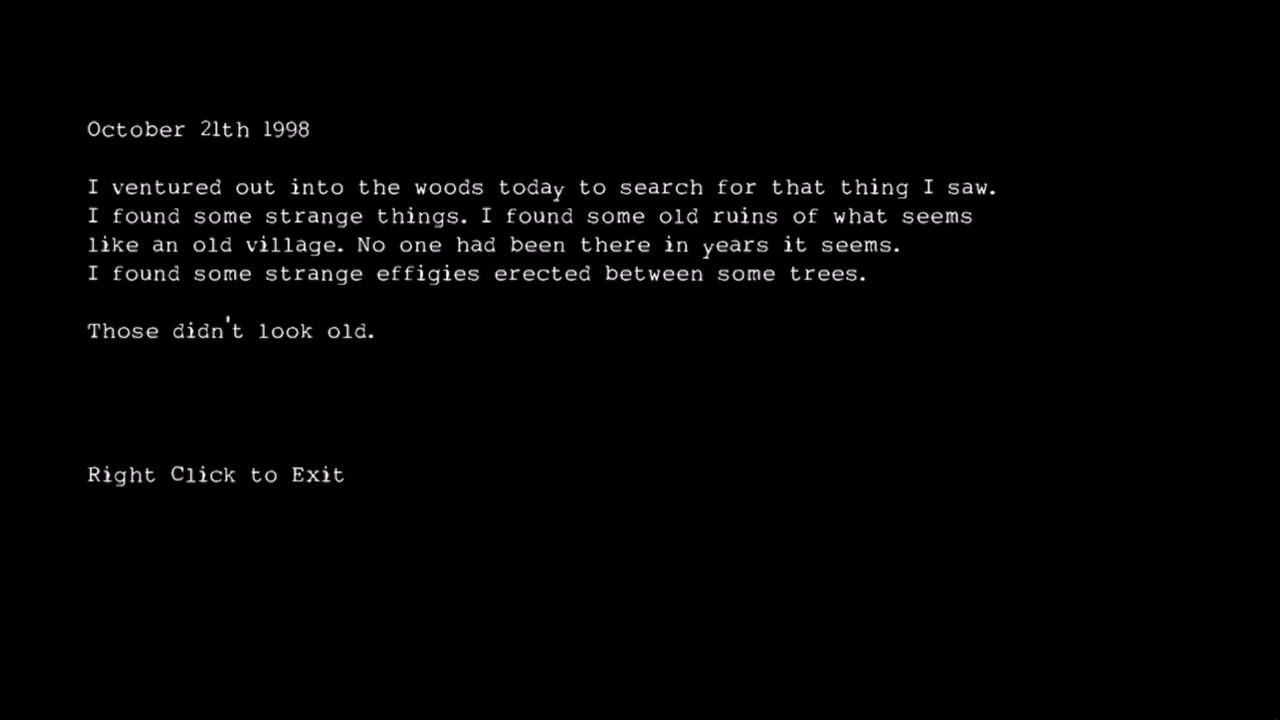 October 21th 1998
I ventured out into the woods today to search for that thing I saw.
I found some strange things. I found some old ruins of what seems
like an old village. No one had been there in years it seems.
I found some strange effigies erected between some trees.
Those didn't look old.
Right Click to Exit